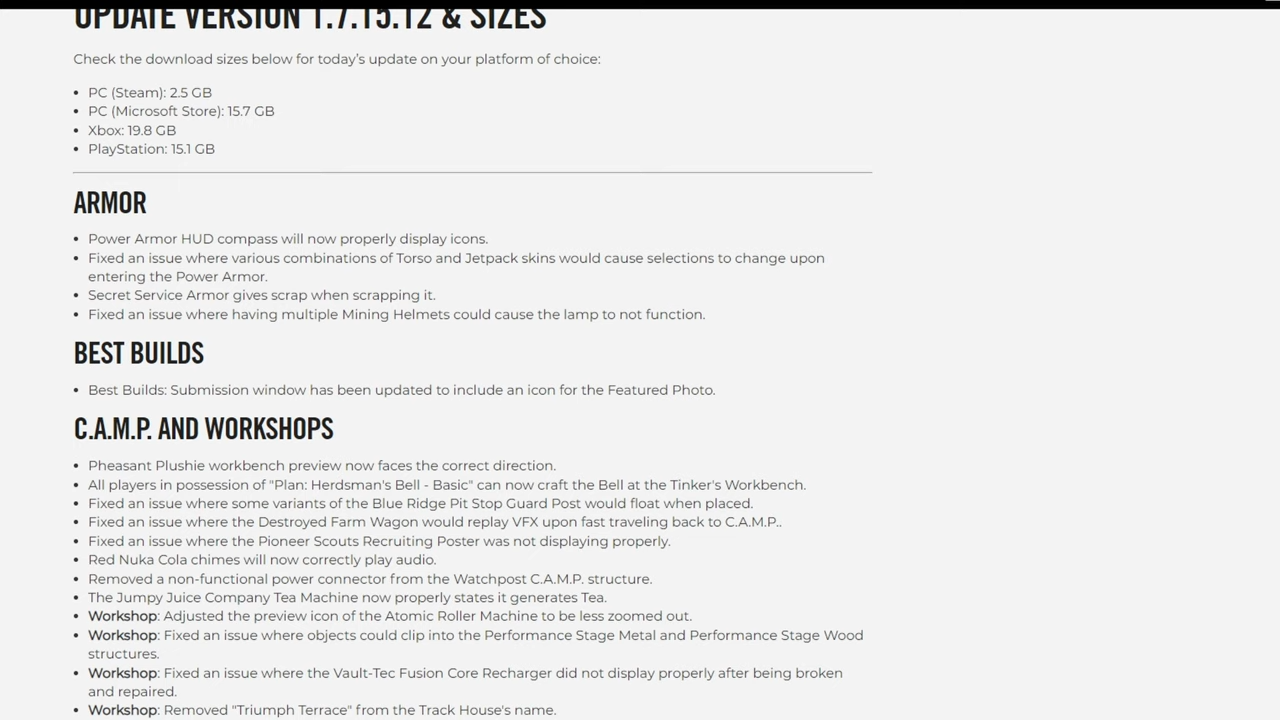 UPDATE VERSION 1.7.15.12 & SIZES
Check the download sizes below for today’s update on your platform of choice:
• PC (Steam): 2.5 GB
• PC (Microsoft Store): 15.7 GB
• Xbox: 19.8 GB
• PlayStation: 15.1 GB
ARMOR
• Power Armor HUD compass will now properly display icons.
• Fixed an issue where various combinations of Torso and Jetpack skins would cause selections to change upon
entering the Power Armor.
• Secret Service Armor gives scrap when scrapping it.
• Fixed an issue where having multiple Mining Helmets could cause the lamp to not function.
BEST BUILDS
• Best Builds: Submission window has been updated to include an icon for the Featured Photo.
C.A.M.P. AND WORKSHOPS
• Pheasant Plushie workbench preview now faces the correct direction.
• All players in possession of "Plan: Herdsman's Bell - Basic" can now craft the Bell at the Tinker's Workbench.
• Fixed an issue where some variants of the Blue Ridge Pit Stop Guard Post would float when placed.
• Fixed an issue where the Destroyed Farm Wagon would replay VFX upon fast traveling back to C.A.M.P..
• Fixed an issue where the Pioneer Scouts Recruiting Poster was not displaying properly.
• Red Nuka Cola chimes will now correctly play audio.
• Removed a non-functional power connector from the Watchpost C.A.M.P. structure.
• The Jumpy Juice Company Tea Machine now properly states it generates Tea.
• Workshop: Adjusted the preview icon of the Atomic Roller Machine to be less zoomed out.
• Workshop: Fixed an issue where objects could clip into the Performance Stage Metal and Performance Stage Wood
structures.
• Workshop: Fixed an issue where the Vault-Tec Fusion Core Recharger did not display properly after being broken
and repaired.
• Workshop: Removed "Triumph Terrace" from the Track House's name.